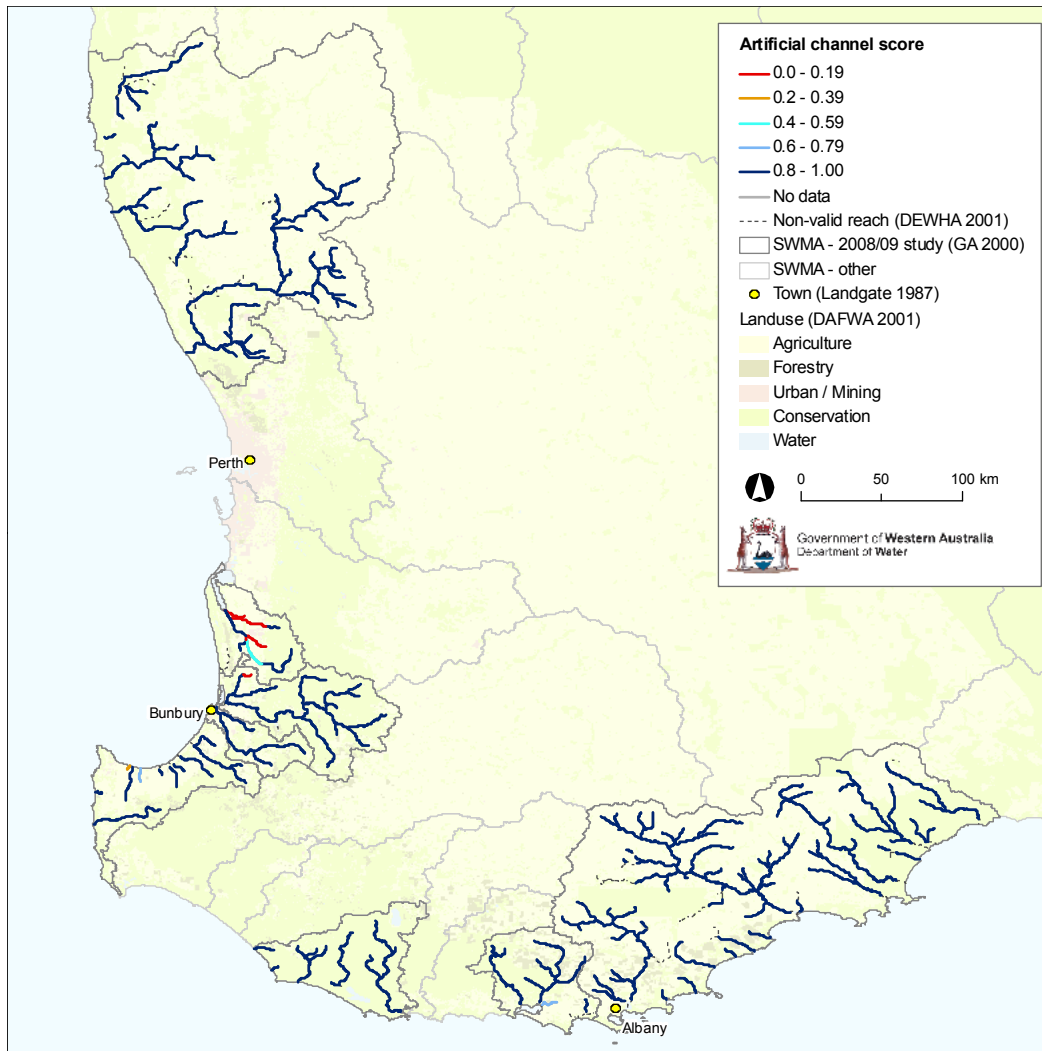 Artificial channel score
0.0 - 0.19
0.2 - 0.39
0.4 - 0.59
0.6 - 0.79
0.8 - 1.00
No data
Non-valid reach (DEWHA 2001)
SWMA - 2008/09 study (GA 2000)
SWMA - other
Town (Landgate 1987)
Landuse (DAFWA 2001)
Agriculture
Forestry
Urban / Mining
Conservation
Water
0 50 100 km
Government of Western Australia
Department of Water
Perth
Bunbury
Albany